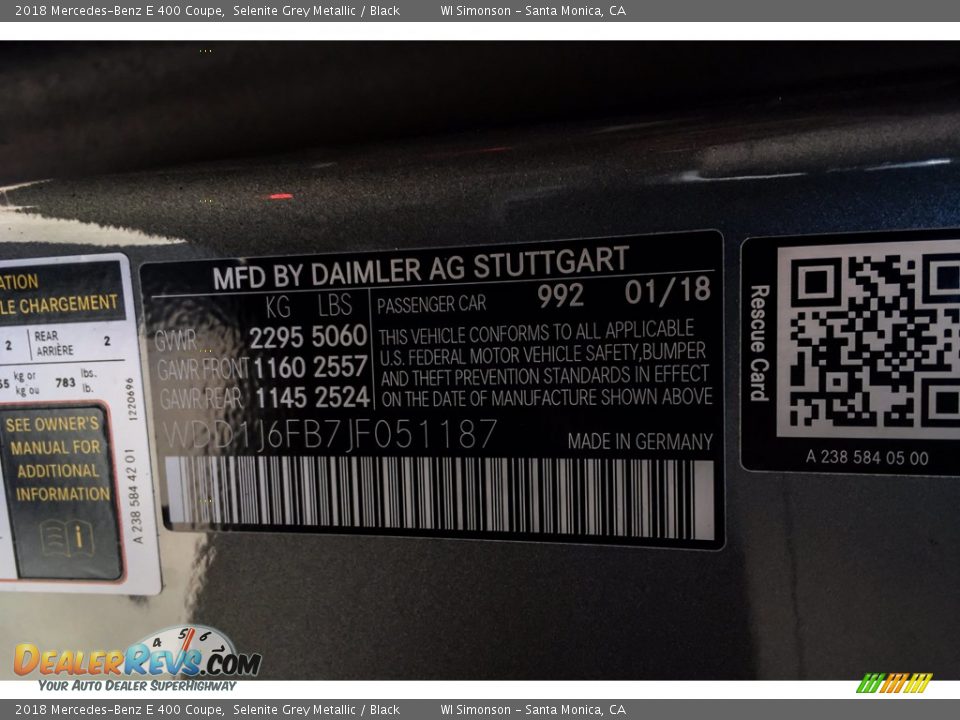 2018 Mercedes-Benz E 400 Coupe,  Selenite Grey Metallic / Black          WI Simonson - Santa Monica, CA
ATION
LE CHARGEMENT
2 REAR ARRIÈRE 2
kg or kg ou 783 lbs. lb.
SEE OWNER'S
MANUAL FOR
ADDITIONAL
INFORMATION
1220696
A 238 584 42 01
MFD BY DAIMLER AG STUTTGART
KG LBS
GVWR 2295 5060
GAWR FRONT 1160 2557
GAWR REAR 1145 2524
PASSENGER CAR 992 01/18
THIS VEHICLE CONFORMS TO ALL APPLICABLE
U.S. FEDERAL MOTOR VEHICLE SAFETY,BUMPER
AND THEFT PREVENTION STANDARDS IN EFFECT
ON THE DATE OF MANUFACTURE SHOWN ABOVE
WDD1J6FB7JF051187
MADE IN GERMANY
Rescue Card
A 238 584 05 00
4 5 6
DEALERREVS.COM
YOUR AUTO DEALER SUPERHIGHWAY
2018 Mercedes-Benz E 400 Coupe,  Selenite Grey Metallic / Black          WI Simonson - Santa Monica, CA